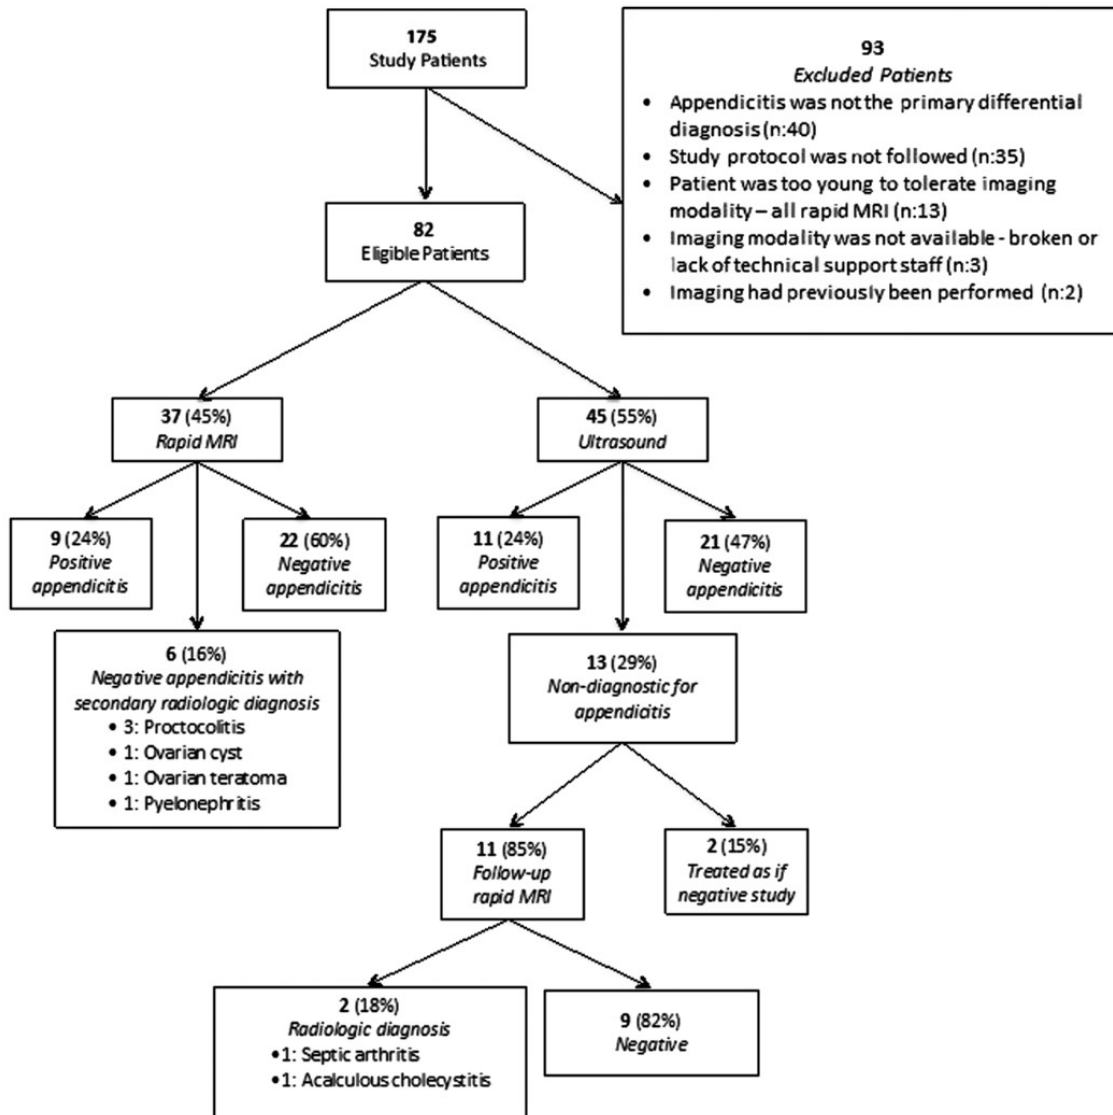 175
Study Patients
93
Excluded Patients
• Appendicitis was not the primary differential
diagnosis (n:40)
• Study protocol was not followed (n:35)
• Patient was too young to tolerate imaging
modality – all rapid MRI (n:13)
• Imaging modality was not available - broken or
lack of technical support staff (n:3)
• Imaging had previously been performed (n:2)
82
Eligible Patients
37 (45%)
Rapid MRI
45 (55%)
Ultrasound
9 (24%)
Positive
appendicitis
22 (60%)
Negative
appendicitis
11 (24%)
Positive
appendicitis
21 (47%)
Negative
appendicitis
6 (16%)
Negative appendicitis with
secondary radiologic diagnosis
• 3: Proctocolitis
• 1: Ovarian cyst
• 1: Ovarian teratoma
• 1: Pyelonephritis
13 (29%)
Non-diagnostic for
appendicitis
11 (85%)
Follow-up
rapid MRI
2 (15%)
Treated as if
negative study
2 (18%)
Radiologic diagnosis
•1: Septic arthritis
•1: Acalculous cholecystitis
9 (82%)
Negative